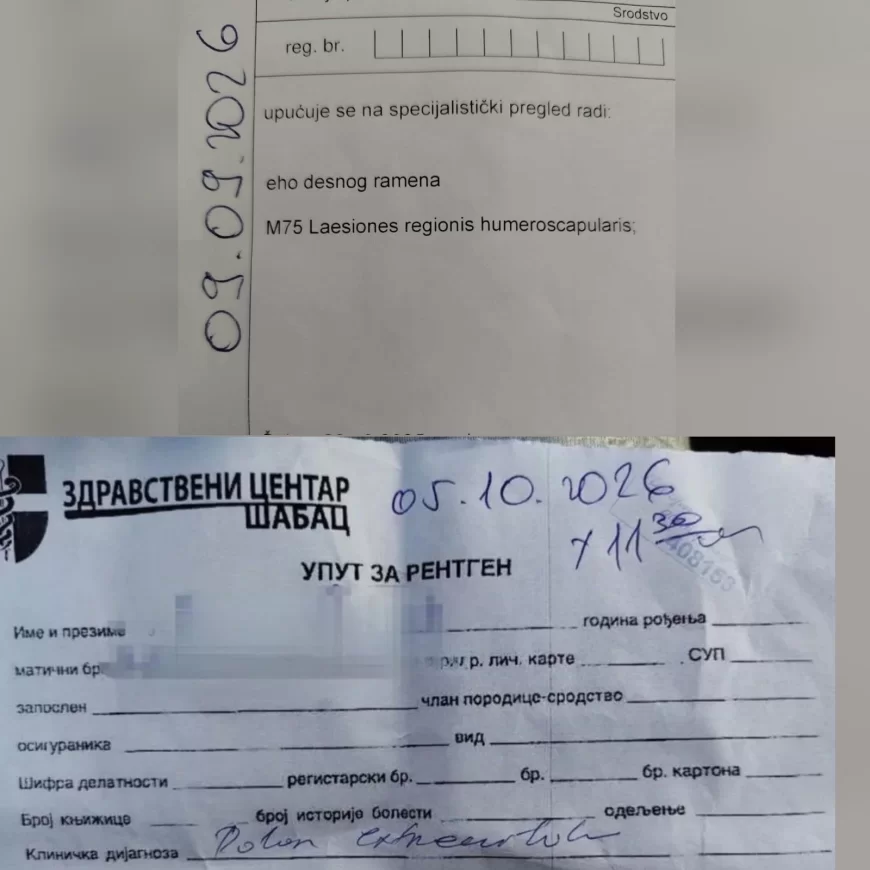 Srodstvo
reg. br.
09.09.2026
upućuje se na specijalistički pregled radi:
eho desnog ramena
M75 Laesiones regionis humeroscapularis;
ЗДРАВСТВЕНИ ЦЕНТАР
ШАБАЦ
05.10.2026
у 11 30
408153
УПУТ ЗА РЕНТГЕН
Име и презиме
година рођења
матични бр.
р. лич. карте
СУП
запослен
члан породице-сродство
осигураника
вид
Шифра делатности
регистарски бр.
бр.
бр. картона
Број књижице
број историје болести
одељење
Клиничка дијагноза